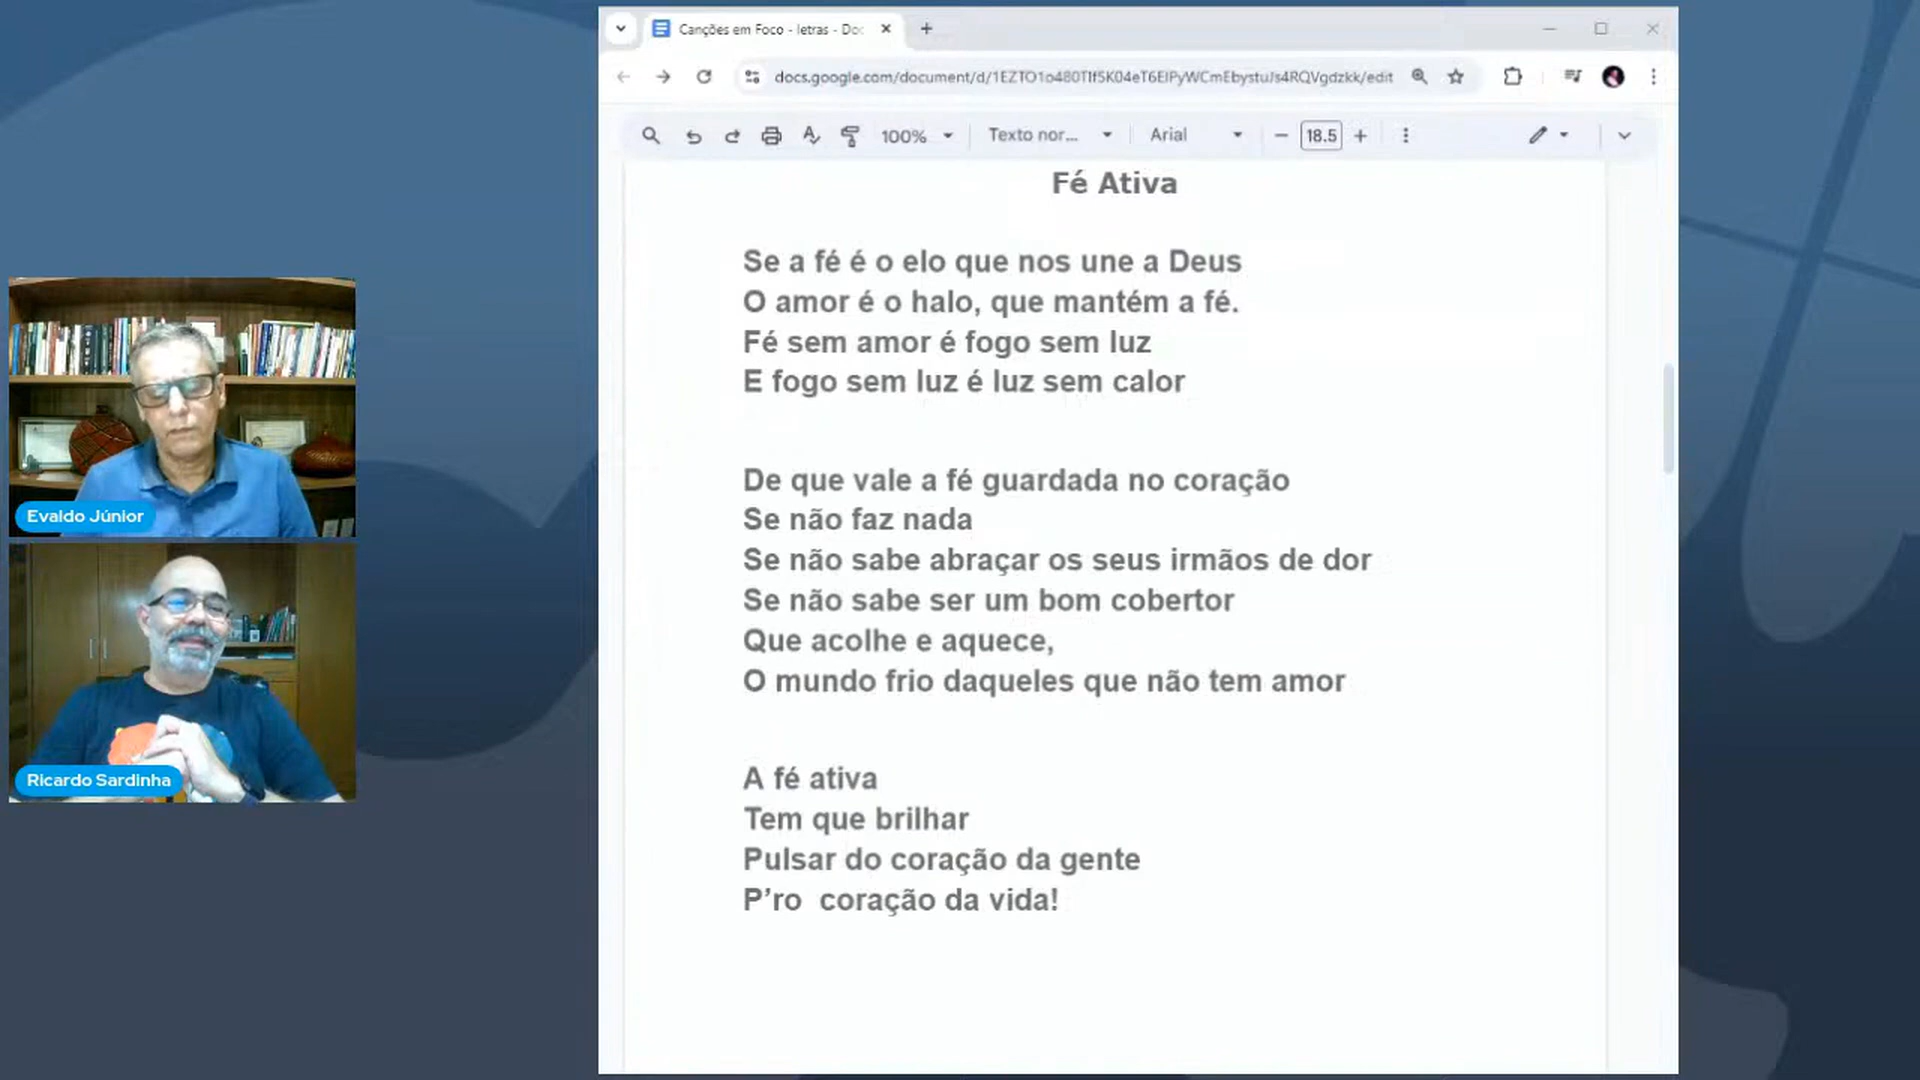 Canções em Foco - letras - Doc
docs.google.com/document/d/1EZTO1o480TIf5K04eT6EIPyWCmEbystuJs4RQVgdzkk/edit
100%
Texto nor...
Arial
18.5
Fé Ativa
Se a fé é o elo que nos une a Deus
O amor é o halo, que mantém a fé.
Fé sem amor é fogo sem luz
E fogo sem luz é luz sem calor
De que vale a fé guardada no coração
Se não faz nada
Se não sabe abraçar os seus irmãos de dor
Se não sabe ser um bom cobertor
Que acolhe e aquece,
O mundo frio daqueles que não tem amor
A fé ativa
Tem que brilhar
Pulsar do coração da gente
P’ro  coração da vida!
Evaldo Júnior
Ricardo Sardinha